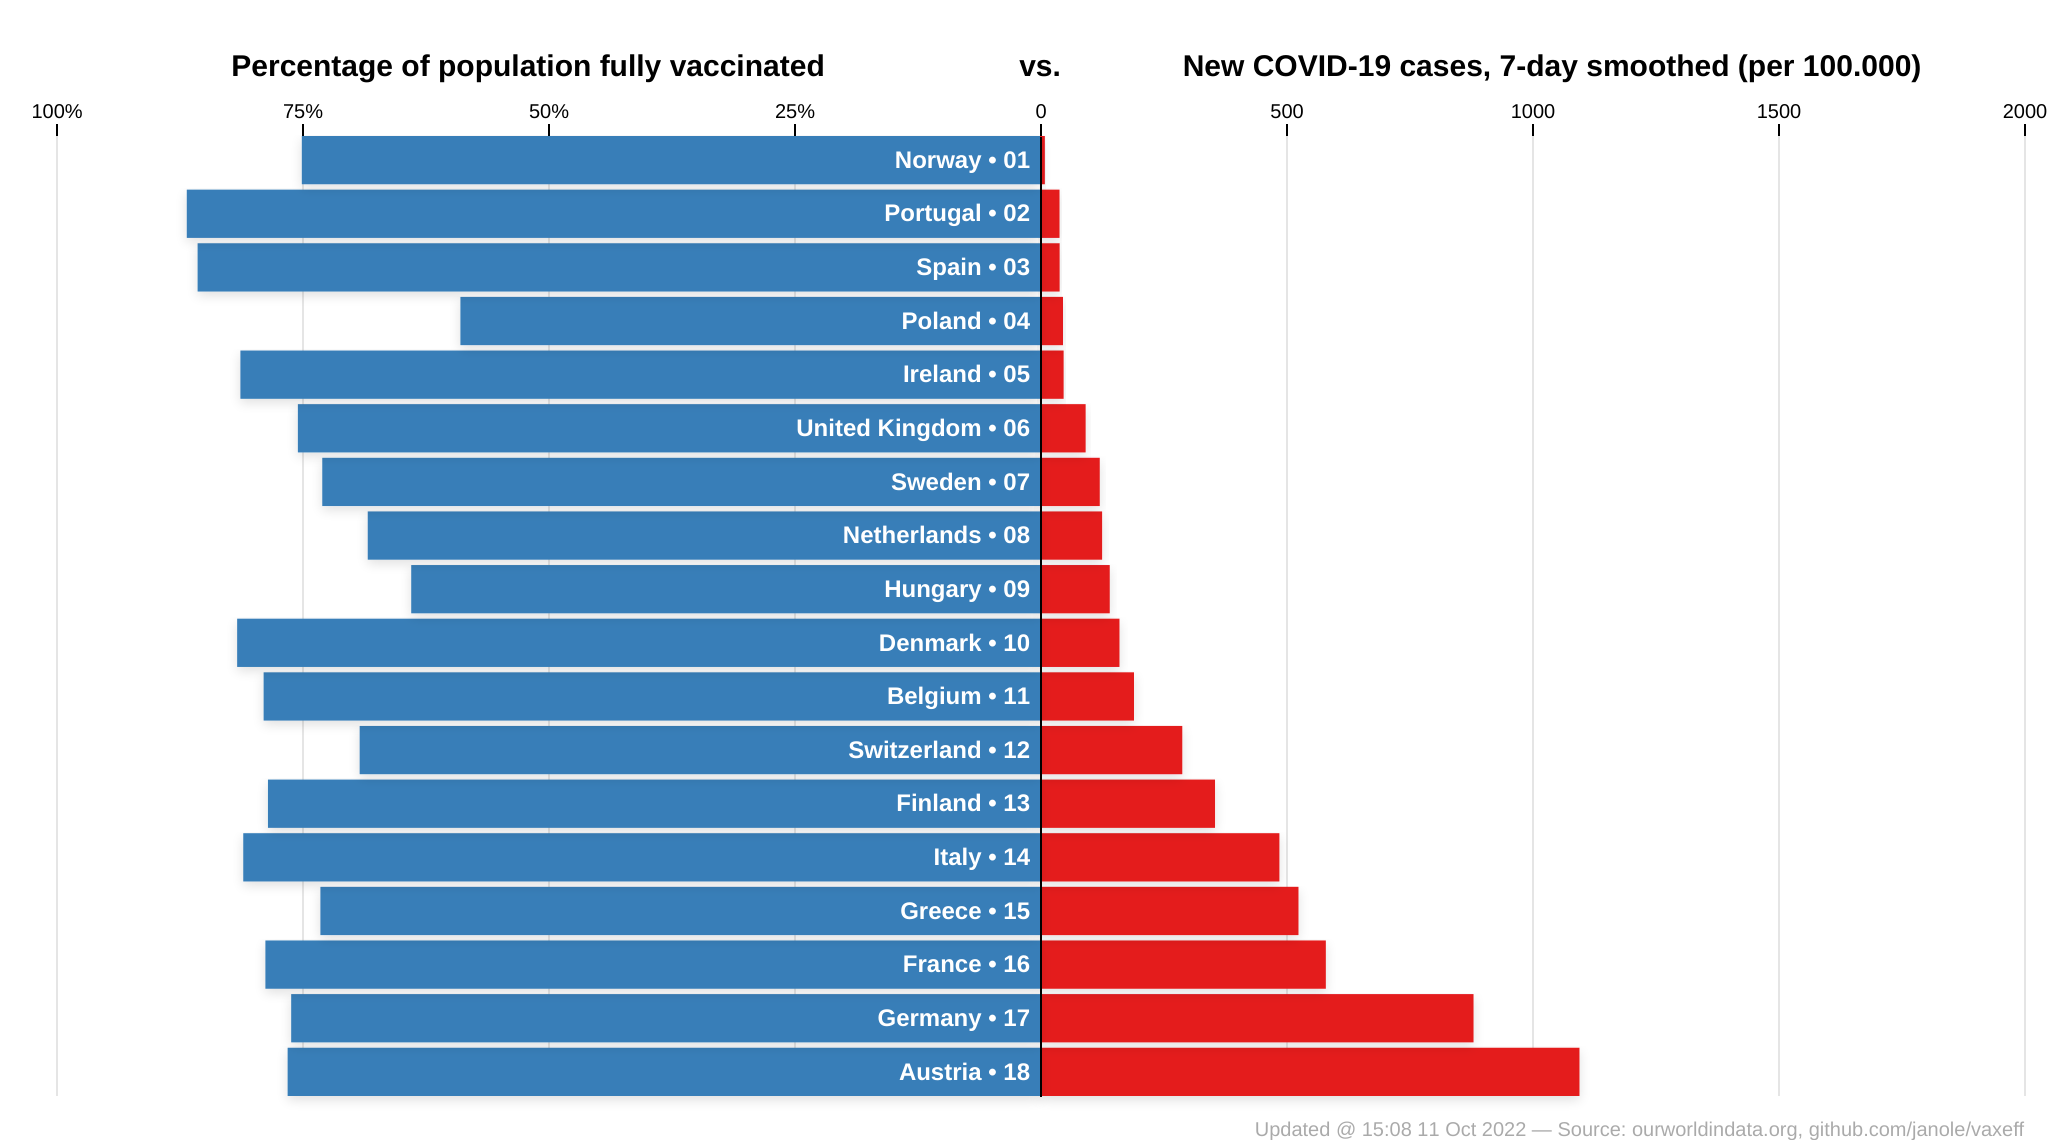 Percentage of population fully vaccinated vs. New COVID-19 cases, 7-day smoothed (per 100.000)
100% 75% 50% 25% 0 500 1000 1500 2000
Norway • 01
Portugal • 02
Spain • 03
Poland • 04
Ireland • 05
United Kingdom • 06
Sweden • 07
Netherlands • 08
Hungary • 09
Denmark • 10
Belgium • 11
Switzerland • 12
Finland • 13
Italy • 14
Greece • 15
France • 16
Germany • 17
Austria • 18
Updated @ 15:08 11 Oct 2022 — Source: ourworldindata.org, github.com/janole/vaxeff